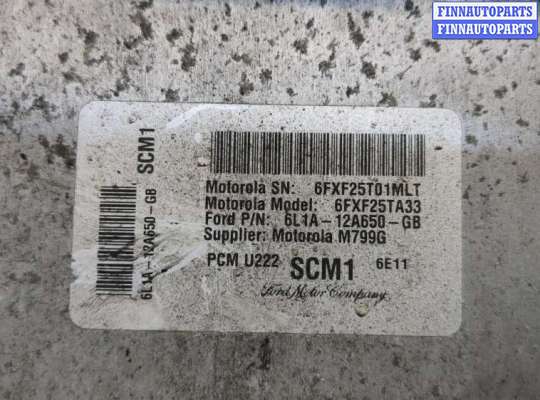 FINNAUTOPARTS
FINNAUTOPARTS
SCM1
6L1A-12A650-GB
Motorola SN: 6FXF25T01MLT
Motorola Model: 6FXF25TA33
Ford P/N: 6L1A-12A650-GB
Supplier: Motorola M799G
PCM U222 SCM1 6E11
Ford Motor Company